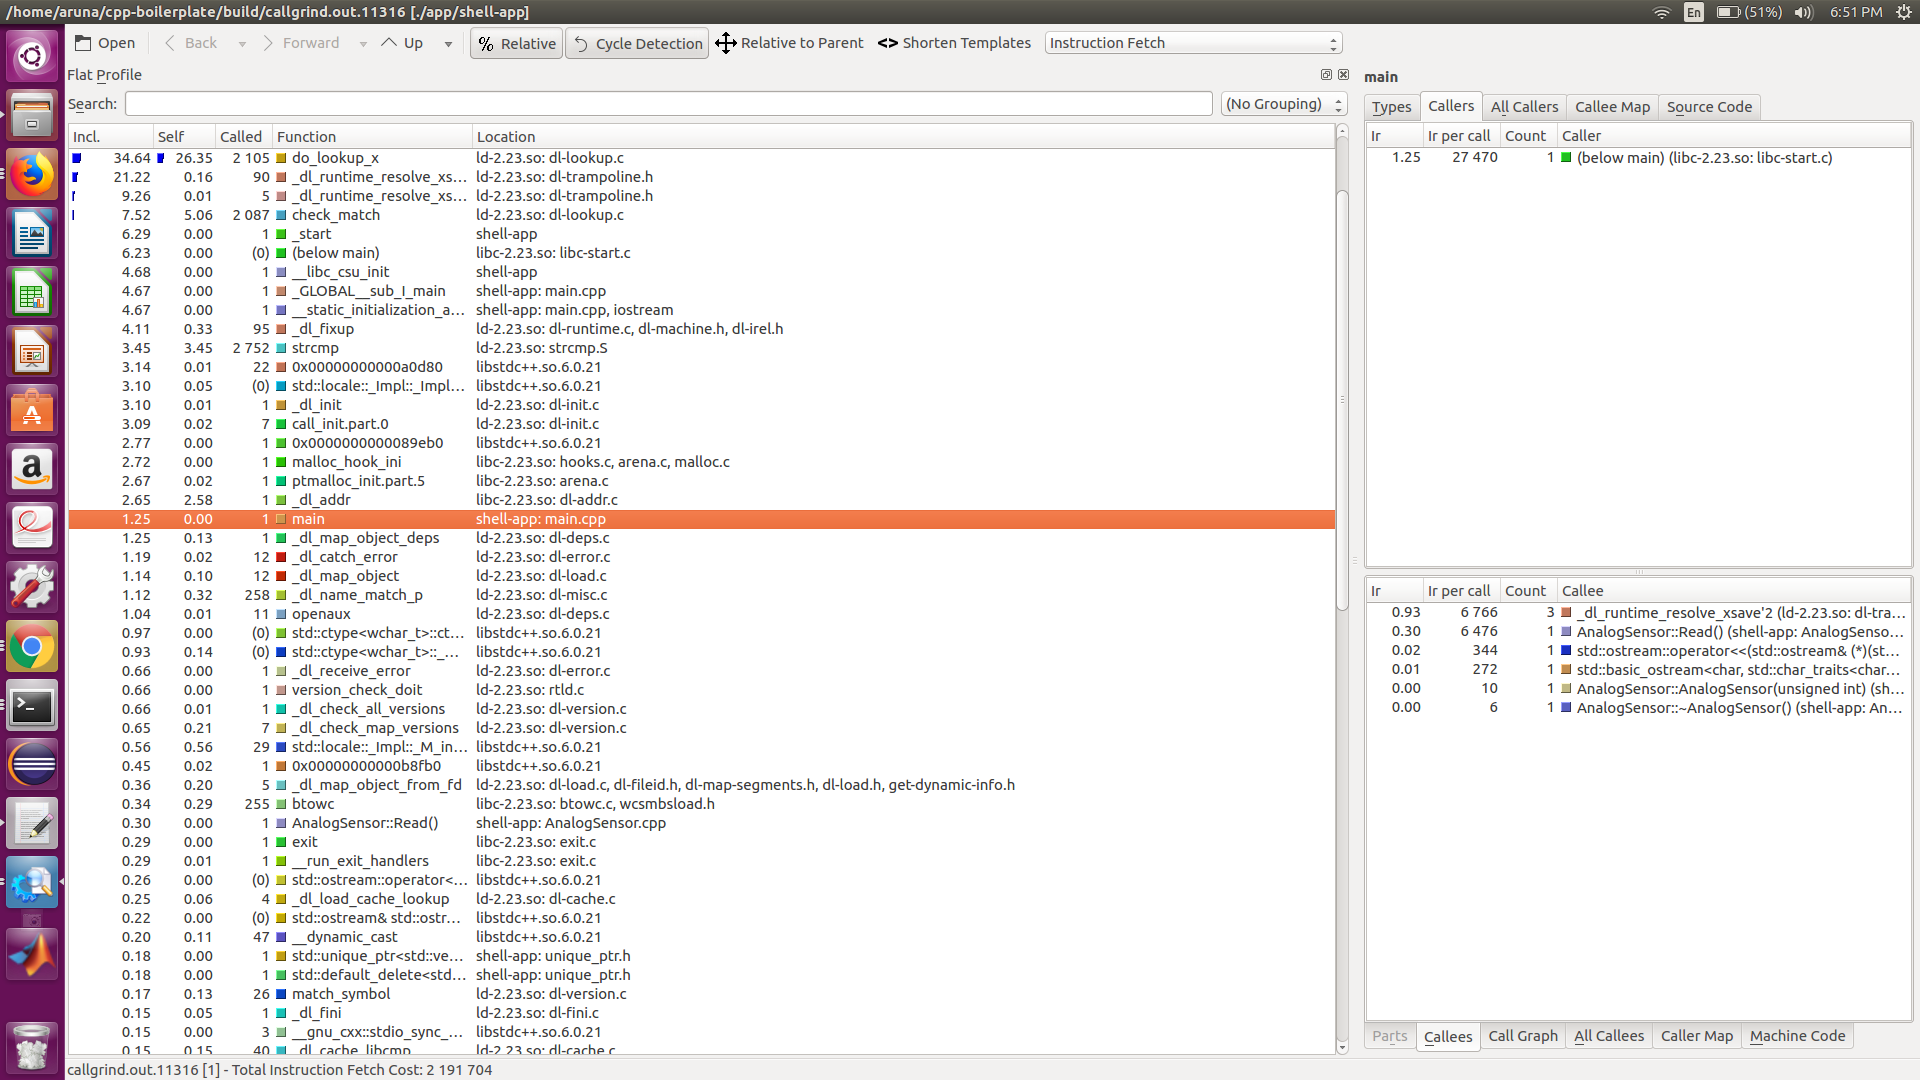 /home/aruna/cpp-boilerplate/build/callgrind.out.11316 [./app/shell-app]
En (51%) 6:51 PM
Open Back Forward Up % Relative Cycle Detection Relative to Parent <> Shorten Templates Instruction Fetch
Flat Profile
Search: (No Grouping)
Incl. Self Called Function Location
34.64 26.35 2 105 do_lookup_x ld-2.23.so: dl-lookup.c
21.22 0.16 90 _dl_runtime_resolve_xs... ld-2.23.so: dl-trampoline.h
9.26 0.01 5 _dl_runtime_resolve_xs... ld-2.23.so: dl-trampoline.h
7.52 5.06 2 087 check_match ld-2.23.so: dl-lookup.c
6.29 0.00 1 _start shell-app
6.23 0.00 (0) (below main) libc-2.23.so: libc-start.c
4.68 0.00 1 __libc_csu_init shell-app
4.67 0.00 1 _GLOBAL__sub_I_main shell-app: main.cpp
4.67 0.00 1 __static_initialization_a... shell-app: main.cpp, iostream
4.11 0.33 95 _dl_fixup ld-2.23.so: dl-runtime.c, dl-machine.h, dl-irel.h
3.45 3.45 2 752 strcmp ld-2.23.so: strcmp.S
3.14 0.01 22 0x00000000000a0d80 libstdc++.so.6.0.21
3.10 0.05 (0) std::locale::_Impl::_Impl... libstdc++.so.6.0.21
3.10 0.01 1 _dl_init ld-2.23.so: dl-init.c
3.09 0.02 7 call_init.part.0 ld-2.23.so: dl-init.c
2.77 0.00 1 0x0000000000089eb0 libstdc++.so.6.0.21
2.72 0.00 1 malloc_hook_ini libc-2.23.so: hooks.c, arena.c, malloc.c
2.67 0.02 1 ptmalloc_init.part.5 libc-2.23.so: arena.c
2.65 2.58 1 _dl_addr libc-2.23.so: dl-addr.c
1.25 0.00 1 main shell-app: main.cpp
1.25 0.13 1 _dl_map_object_deps ld-2.23.so: dl-deps.c
1.19 0.02 12 _dl_catch_error ld-2.23.so: dl-error.c
1.14 0.10 12 _dl_map_object ld-2.23.so: dl-load.c
1.12 0.32 258 _dl_name_match_p ld-2.23.so: dl-misc.c
1.04 0.01 11 openaux ld-2.23.so: dl-deps.c
0.97 0.00 (0) std::ctype<wchar_t>::ct... libstdc++.so.6.0.21
0.93 0.14 (0) std::ctype<wchar_t>::_... libstdc++.so.6.0.21
0.66 0.00 1 _dl_receive_error ld-2.23.so: dl-error.c
0.66 0.00 1 version_check_doit ld-2.23.so: rtld.c
0.66 0.01 1 _dl_check_all_versions ld-2.23.so: dl-version.c
0.65 0.21 7 _dl_check_map_versions ld-2.23.so: dl-version.c
0.56 0.56 29 std::locale::_Impl::_M_in... libstdc++.so.6.0.21
0.45 0.02 1 0x00000000000b8fb0 libstdc++.so.6.0.21
0.36 0.20 5 _dl_map_object_from_fd ld-2.23.so: dl-load.c, dl-fileid.h, dl-map-segments.h, dl-load.h, get-dynamic-info.h
0.34 0.29 255 btowc libc-2.23.so: btowc.c, wcsmbsload.h
0.30 0.00 1 AnalogSensor::Read() shell-app: AnalogSensor.cpp
0.29 0.00 1 exit libc-2.23.so: exit.c
0.29 0.01 1 __run_exit_handlers libc-2.23.so: exit.c
0.26 0.00 (0) std::ostream::operator<... libstdc++.so.6.0.21
0.25 0.06 4 _dl_load_cache_lookup ld-2.23.so: dl-cache.c
0.22 0.00 (0) std::ostream& std::ostr... libstdc++.so.6.0.21
0.20 0.11 47 __dynamic_cast libstdc++.so.6.0.21
0.18 0.00 1 std::unique_ptr<std::ve... shell-app: unique_ptr.h
0.18 0.00 1 std::default_delete<std... shell-app: unique_ptr.h
0.17 0.13 26 match_symbol ld-2.23.so: dl-version.c
0.15 0.05 1 _dl_fini ld-2.23.so: dl-fini.c
0.15 0.00 3 __gnu_cxx::stdio_sync_... libstdc++.so.6.0.21
0.15 0.15 40 _dl_cache_libcmp ld-2.23.so: dl-cache.c
main
Types Callers All Callers Callee Map Source Code
Ir Ir per call Count Caller
1.25 27 470 1 (below main) (libc-2.23.so: libc-start.c)
Ir Ir per call Count Callee
0.93 6 766 3 _dl_runtime_resolve_xsave'2 (ld-2.23.so: dl-tra...
0.30 6 476 1 AnalogSensor::Read() (shell-app: AnalogSenso...
0.02 344 1 std::ostream::operator<<(std::ostream& (*)(st...
0.01 272 1 std::basic_ostream<char, std::char_traits<char...
0.00 10 1 AnalogSensor::AnalogSensor(unsigned int) (sh...
0.00 6 1 AnalogSensor::~AnalogSensor() (shell-app: An...
Parts Callees Call Graph All Callees Caller Map Machine Code
callgrind.out.11316 [1] - Total Instruction Fetch Cost: 2 191 704